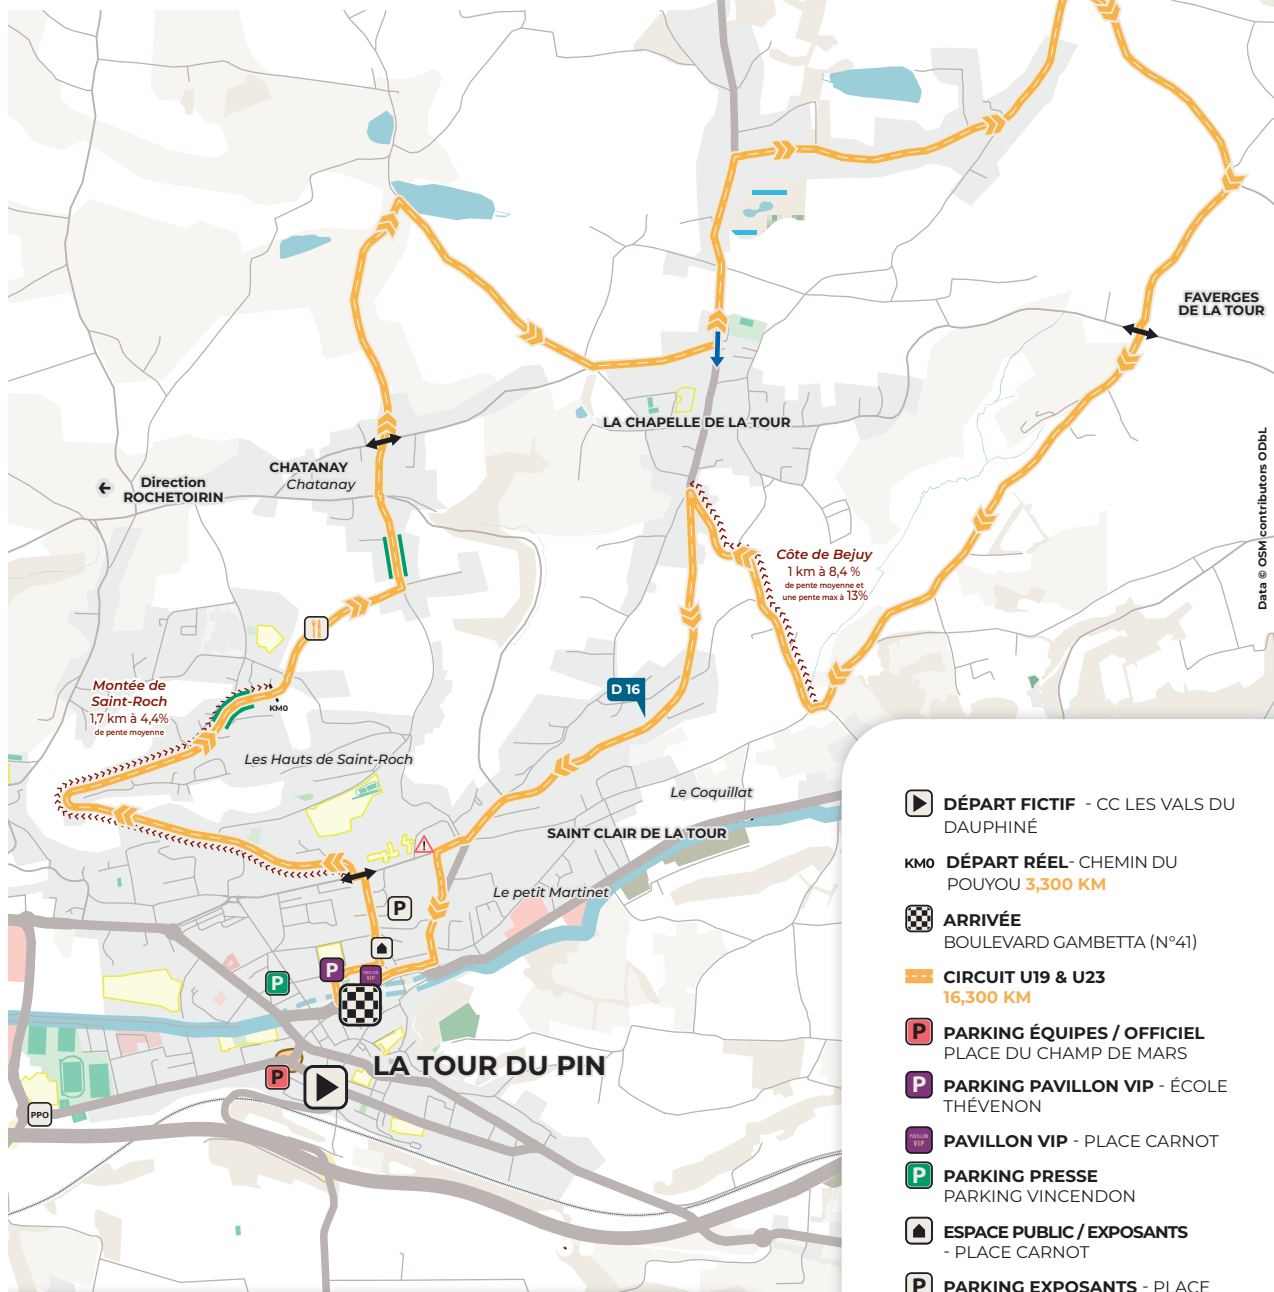 FAVERGES
DE LA TOUR
LA CHAPELLE DE LA TOUR
CHATANAY
Chatanay
Direction
ROCHETOIRIN
Data © OSM contributors ODbL
Côte de Bejuy
1 km à 8,4 %
de pente moyenne et
une pente max à 13%
Montée de
Saint-Roch
1,7 km à 4,4%
de pente moyenne
KM0
D 16
Les Hauts de Saint-Roch
Le Coquillat
SAINT CLAIR DE LA TOUR
Le petit Martinet
P
P
PAVILLON
VIP
P
LA TOUR DU PIN
P
PPO
DÉPART FICTIF - CC LES VALS DU
DAUPHINÉ
KM0 DÉPART RÉEL- CHEMIN DU
POUYOU 3,300 KM
ARRIVÉE
BOULEVARD GAMBETTA (N°41)
CIRCUIT U19 & U23
16,300 KM
P PARKING ÉQUIPES / OFFICIEL
PLACE DU CHAMP DE MARS
P PARKING PAVILLON VIP - ÉCOLE
THÉVENON
PAVILLON
VIP
PAVILLON VIP - PLACE CARNOT
P PARKING PRESSE
PARKING VINCENDON
ESPACE PUBLIC / EXPOSANTS
- PLACE CARNOT
P PARKING EXPOSANTS - PLACE